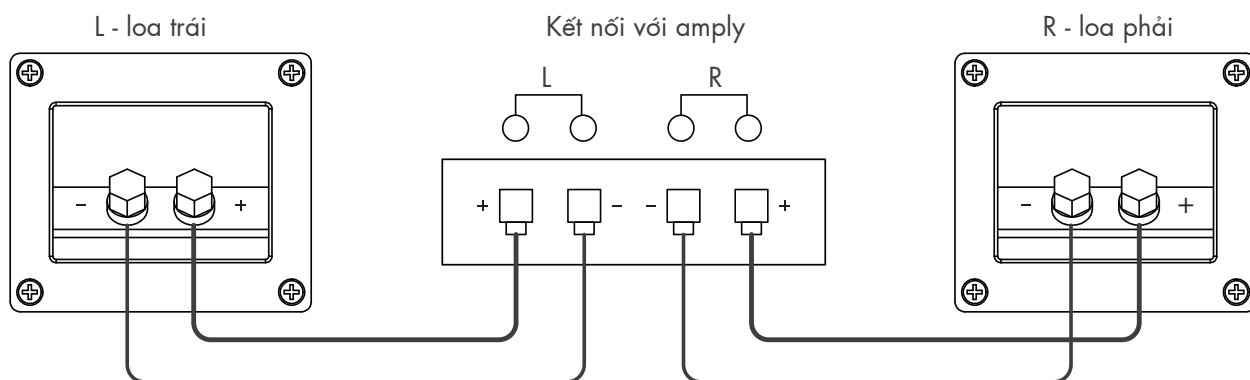 L - loa trái
Kết nối với amply
R - loa phải
L
R
- +
+ - - +
- +